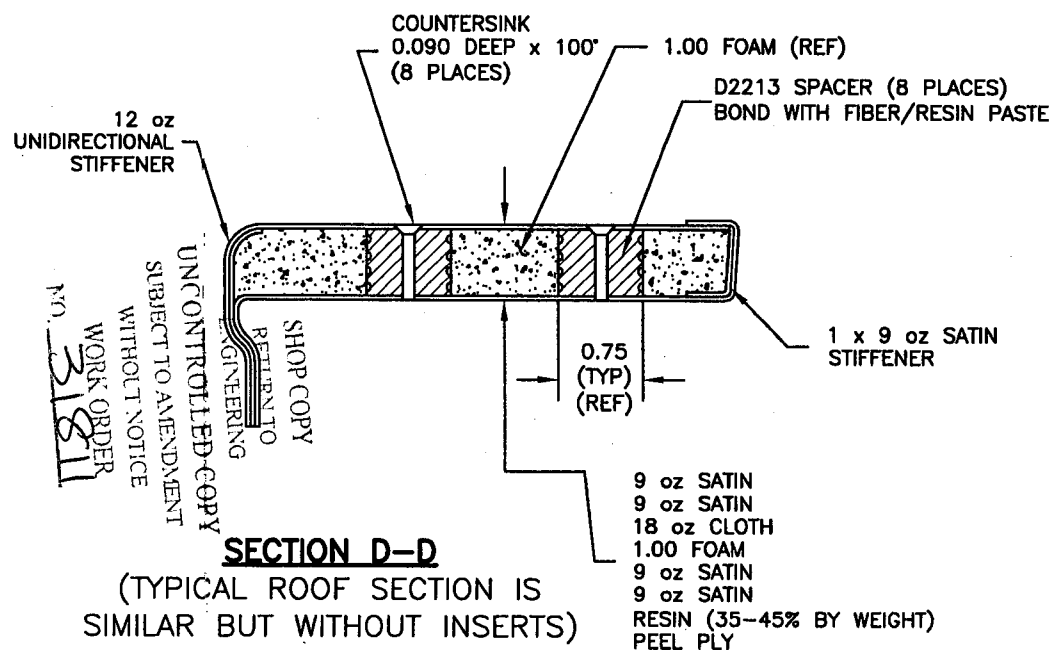 COUNTERSINK
0.090 DEEP x 100°
(8 PLACES)
1.00 FOAM (REF)
D2213 SPACER (8 PLACES)
BOND WITH FIBER/RESIN PASTE
12 oz
UNIDIRECTIONAL
STIFFENER
1 x 9 oz SATIN
STIFFENER
0.75
(TYP)
(REF)
SHOP COPY
RETURN TO
ENGINEERING
UNCONTROLLED COPY
SUBJECT TO AMENDMENT
WITHOUT NOTICE
WORK ORDER
NO. 31811
9 oz SATIN
9 oz SATIN
18 oz CLOTH
1.00 FOAM
9 oz SATIN
9 oz SATIN
RESIN (35-45% BY WEIGHT)
PEEL PLY
SECTION D-D
(TYPICAL ROOF SECTION IS
SIMILAR BUT WITHOUT INSERTS)